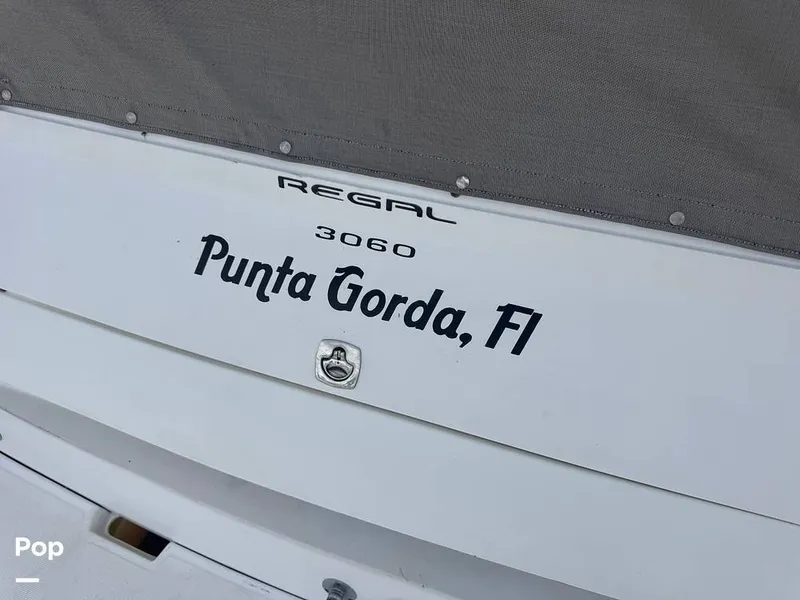 REGAL
3060
Punta Gorda, Fl
Pop